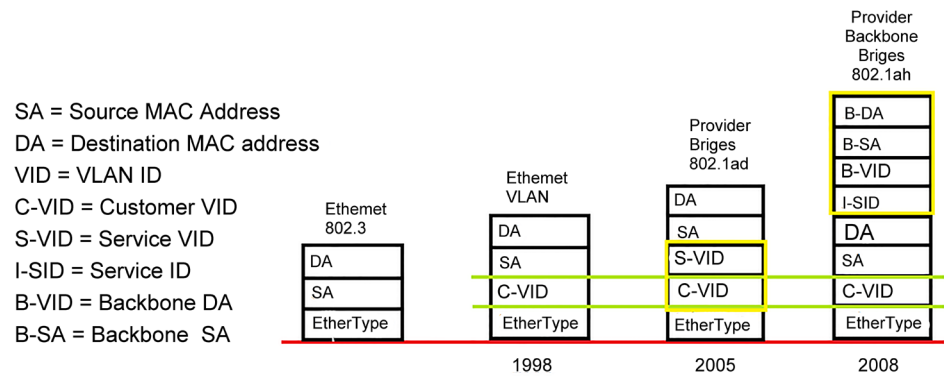 SA = Source MAC Address
DA = Destination MAC address
VID = VLAN ID
C-VID = Customer VID
S-VID = Service VID
I-SID = Service ID
B-VID = Backbone DA
B-SA = Backbone SA
Ethemet
802.3
DA
SA
EtherType
Ethemet
VLAN
DA
SA
C-VID
EtherType
1998
Provider
Briges
802.1ad
DA
SA
S-VID
C-VID
EtherType
2005
Provider
Backbone
Briges
802.1ah
B-DA
B-SA
B-VID
I-SID
DA
SA
C-VID
EtherType
2008